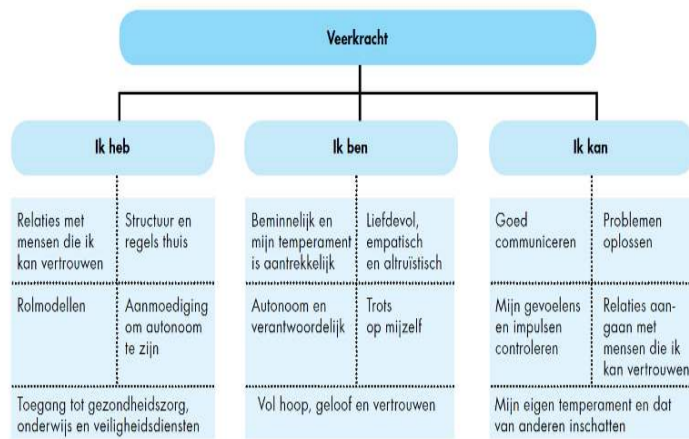 Veerkracht
Ik heb
Ik ben
Ik kan
Relaties met
mensen die ik
kan vertrouwen
Structuur en
regels thuis
Rolmodellen
Aanmoediging
om autonoom
te zijn
Toegang tot gezondheidszorg,
onderwijs en veiligheidsdiensten
Beminnelijk en
mijn temperament
is aantrekkelijk
Liefdevol,
empatisch
en altruïstisch
Autonoom en
verantwoordelijk
Trots
op mijzelf
Vol hoop, geloof en vertrouwen
Goed
communiceren
Problemen
oplossen
Mijn gevoelens
en impulsen
controleren
Relaties aan-
gaan met
mensen die ik
kan vertrouwen
Mijn eigen temperament en dat
van anderen inschatten